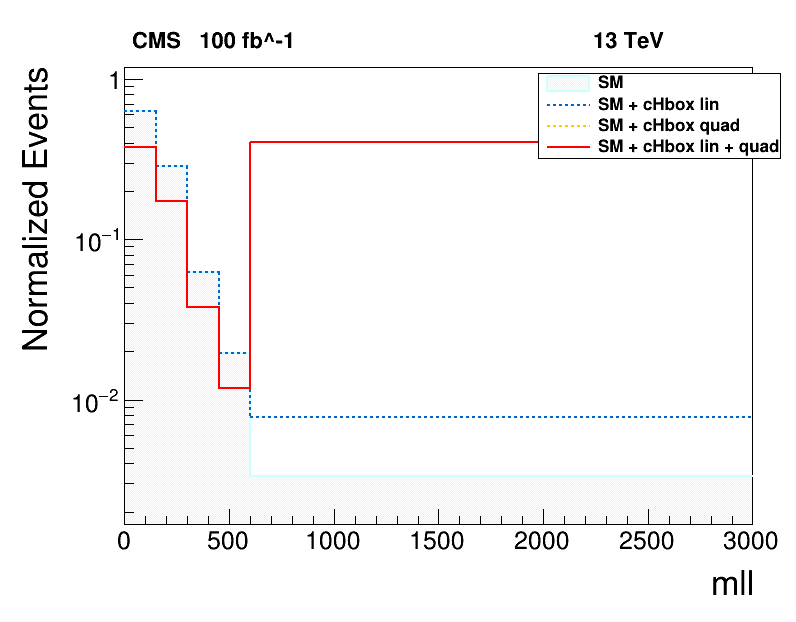 CMS 100 fb^-1 13 TeV
Normalized Events
1
10−1
10−2
SM
SM + cHbox lin
SM + cHbox quad
SM + cHbox lin + quad
0 500 1000 1500 2000 2500 3000
mll